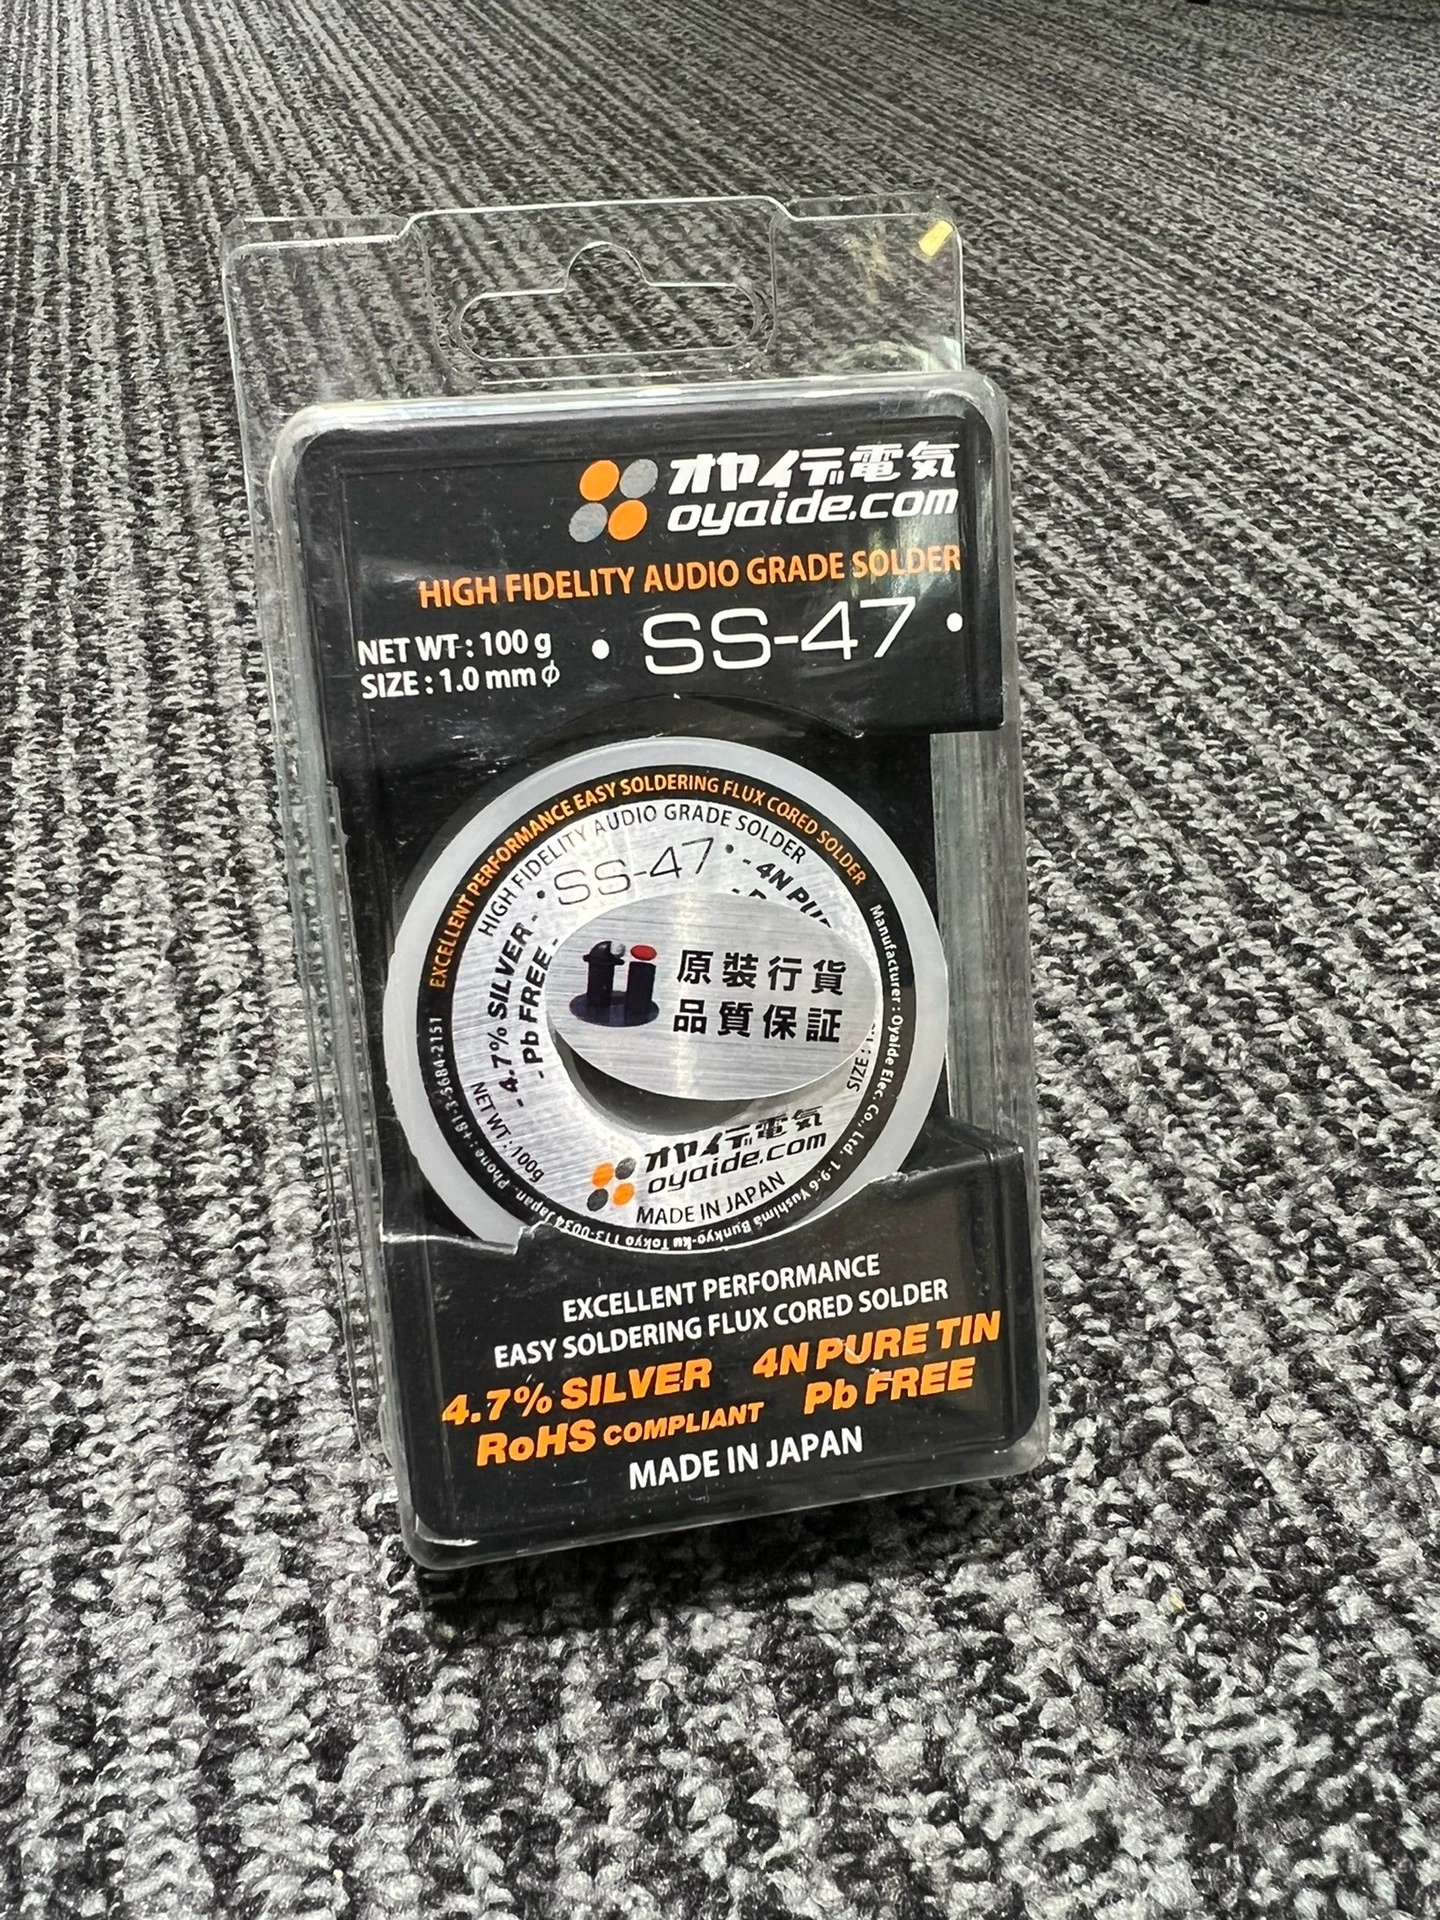 オヤイデ電気
oyaide.com
HIGH FIDELITY AUDIO GRADE SOLDER
NET WT : 100 g
SIZE : 1.0 mm ϕ
• SS-47 •
EXCELLENT PERFORMANCE EASY SOLDERING FLUX CORED SOLDER
HIGH FIDELITY AUDIO GRADE SOLDER
• SS-47 •
- 4.7% SILVER -
- Pb FREE -
- 4N
原裝行貨
品質保証
NET WT : 100g
SIZE :
オヤイデ電気
oyaide.com
MADE IN JAPAN
Manufacturer : Oyaide Elec. Co., Ltd. 1-9-6 Yushima Bunkyo-ku Tokyo 113-0034 Japan. Phone : +81-3-5684-2151
EXCELLENT PERFORMANCE
EASY SOLDERING FLUX CORED SOLDER
4.7% SILVER 4N PURE TIN
RoHS COMPLIANT Pb FREE
MADE IN JAPAN